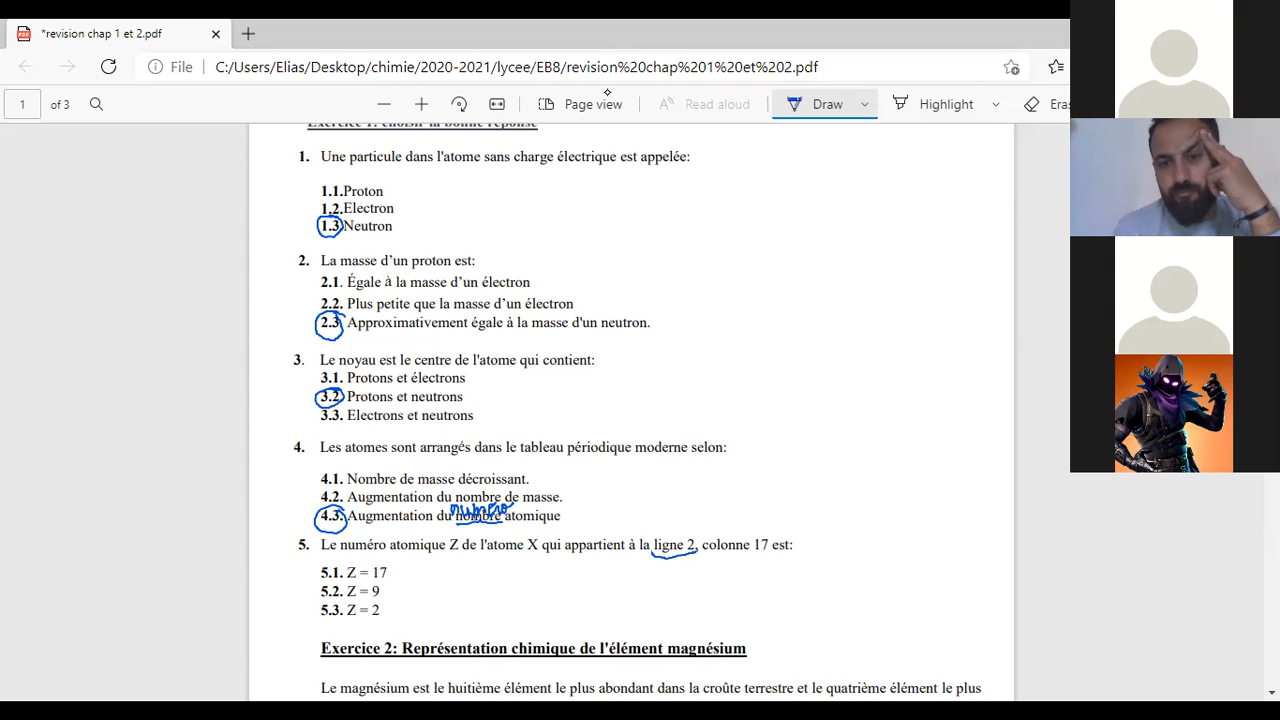 *revision chap 1 et 2.pdf
File C:/Users/Elias/Desktop/chimie/2020-2021/lycee/EB8/revision%20chap%201%20et%202.pdf
1 of 3 Page view Read aloud Draw Highlight Eras
Exercice 1: choisir la bonne réponse
1. Une particule dans l'atome sans charge électrique est appelée:
1.1.Proton
1.2.Electron
1.3 Neutron
2. La masse d’un proton est:
2.1. Égale à la masse d’un électron
2.2. Plus petite que la masse d’un électron
2.3 Approximativement égale à la masse d'un neutron.
3. Le noyau est le centre de l'atome qui contient:
3.1. Protons et électrons
3.2. Protons et neutrons
3.3. Electrons et neutrons
4. Les atomes sont arrangés dans le tableau périodique moderne selon:
4.1. Nombre de masse décroissant.
4.2. Augmentation du nombre de masse.
numéro
4.3. Augmentation du nombre atomique
5. Le numéro atomique Z de l'atome X qui appartient à la ligne 2, colonne 17 est:
5.1. Z = 17
5.2. Z = 9
5.3. Z = 2
Exercice 2: Représentation chimique de l'élément magnésium
Le magnésium est le huitième élément le plus abondant dans la croûte terrestre et le quatrième élément le plus